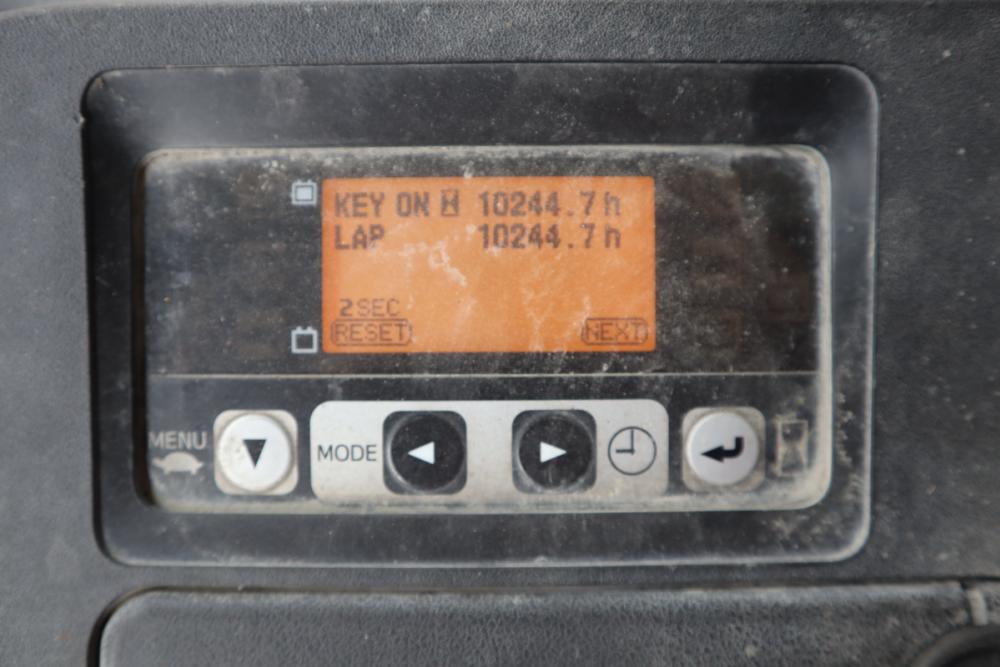 KEY ON 10244.7h
LAP 10244.7h
2SEC
RESET NEXT
MENU MODE